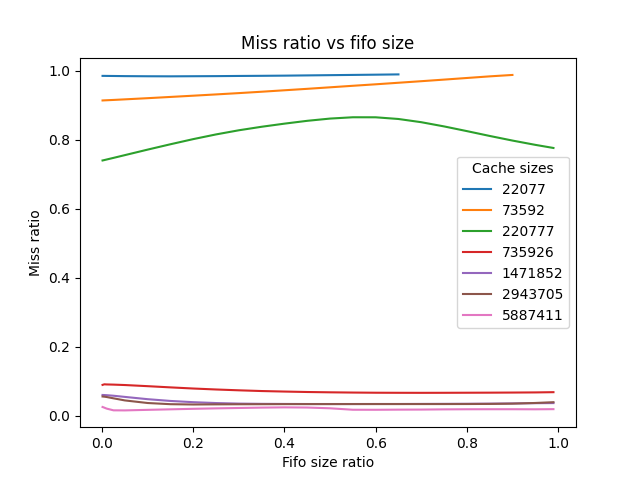 Miss ratio vs fifo size
Miss ratio
1.0
0.8
0.6
0.4
0.2
0.0
Cache sizes
22077
73592
220777
735926
1471852
2943705
5887411
0.0 0.2 0.4 0.6 0.8 1.0
Fifo size ratio